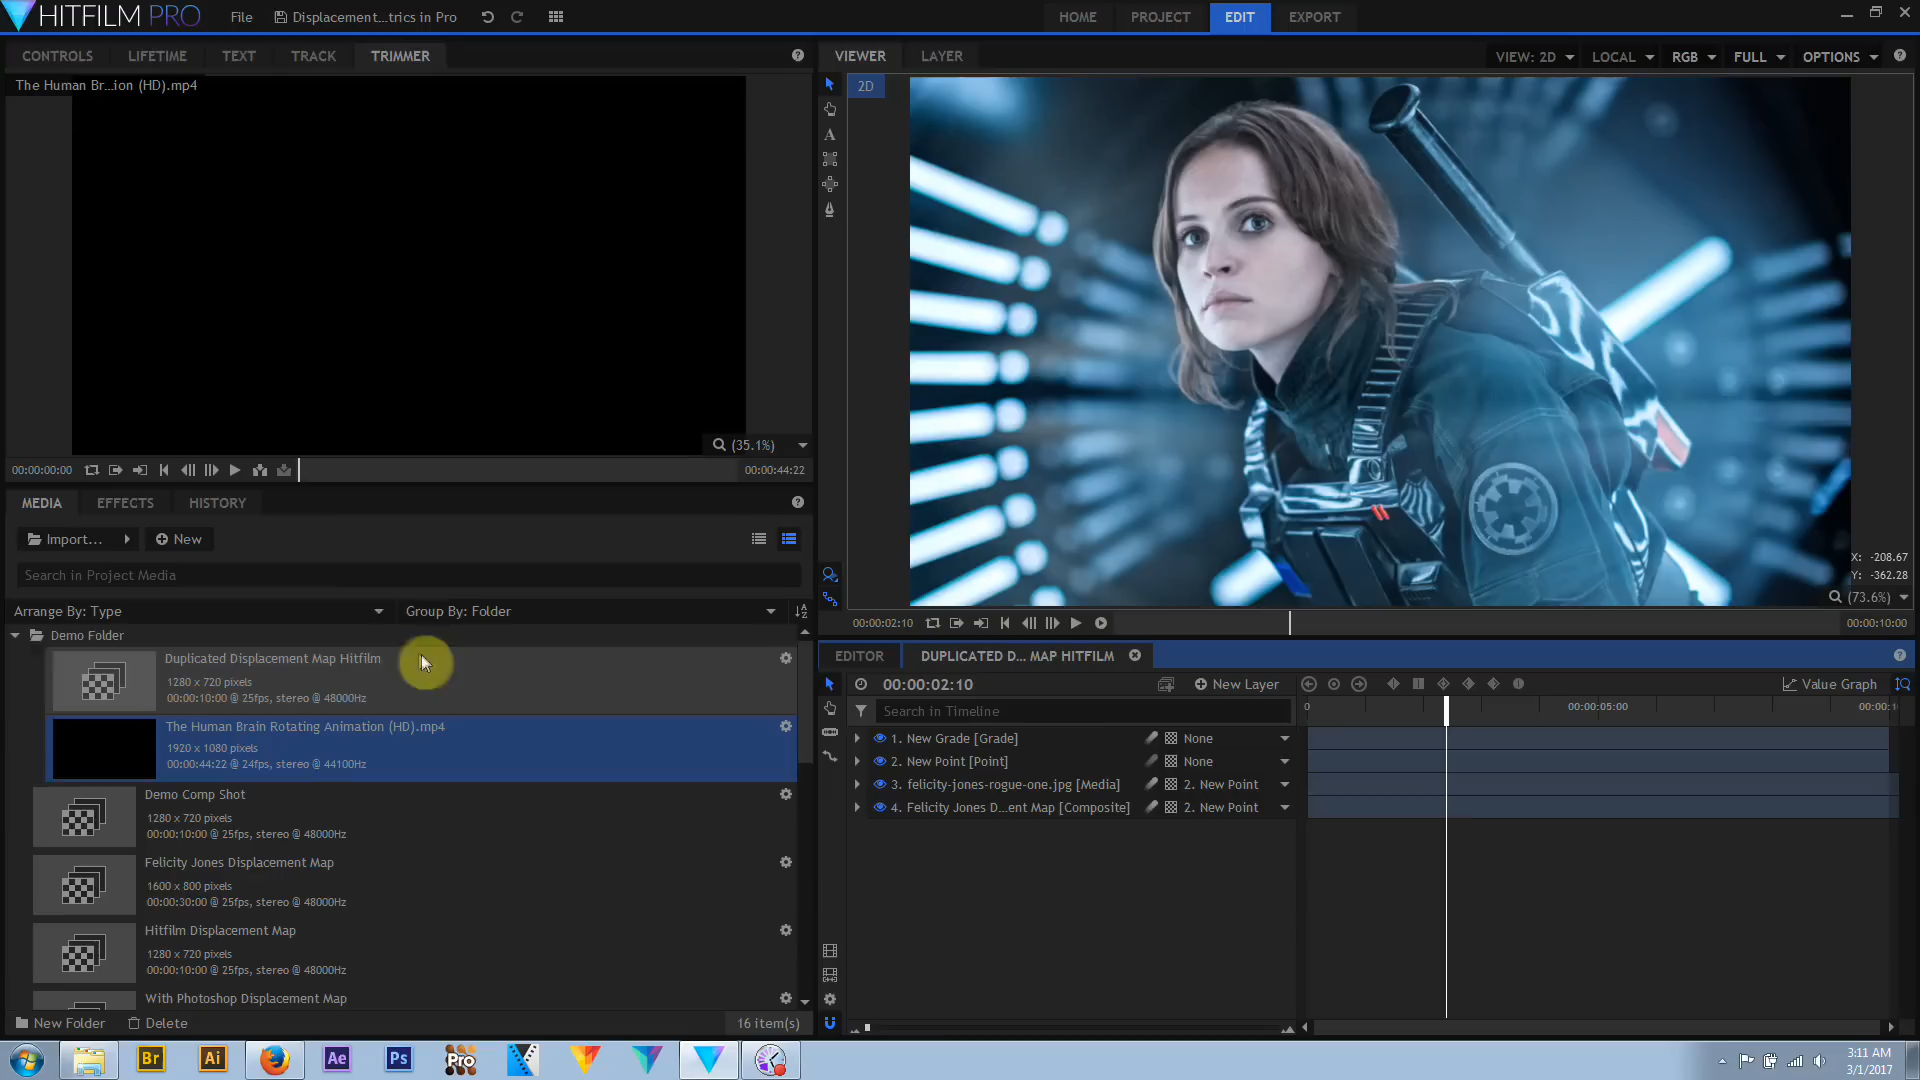 HITFILM PRO
File
Displacement...trics in Pro
HOME
PROJECT
EDIT
EXPORT
CONTROLS
LIFETIME
TEXT
TRACK
TRIMMER
The Human Br...ion (HD).mp4
(35.1%)
00:00:00:00
00:00:44:22
VIEWER
LAYER
VIEW: 2D
LOCAL
RGB
FULL
OPTIONS
2D
A
X: -208.67
Y: -362.28
(73.6%)
00:00:02:10
00:00:10:00
MEDIA
EFFECTS
HISTORY
Import...
New
Search in Project Media
Arrange By: Type
Group By: Folder
Demo Folder
Duplicated Displacement Map Hitfilm
1280 x 720 pixels
00:00:10:00 @ 25fps, stereo @ 48000Hz
The Human Brain Rotating Animation (HD).mp4
1920 x 1080 pixels
00:00:44:22 @ 24fps, stereo @ 44100Hz
Demo Comp Shot
1280 x 720 pixels
00:00:10:00 @ 25fps, stereo @ 48000Hz
Felicity Jones Displacement Map
1600 x 800 pixels
00:00:30:00 @ 25fps, stereo @ 48000Hz
Hitfilm Displacement Map
1280 x 720 pixels
00:00:10:00 @ 25fps, stereo @ 48000Hz
With Photoshop Displacement Map
New Folder
Delete
16 item(s)
EDITOR
DUPLICATED D... MAP HITFILM
00:00:02:10
New Layer
Value Graph
Search in Timeline
0
00:00:05:00
00:00:1
1. New Grade [Grade]
None
2. New Point [Point]
None
3. felicity-jones-rogue-one.jpg [Media]
2. New Point
4. Felicity Jones D...ent Map [Composite]
2. New Point
Br
Ai
Ae
Ps
Pro
3:11 AM
3/1/2017